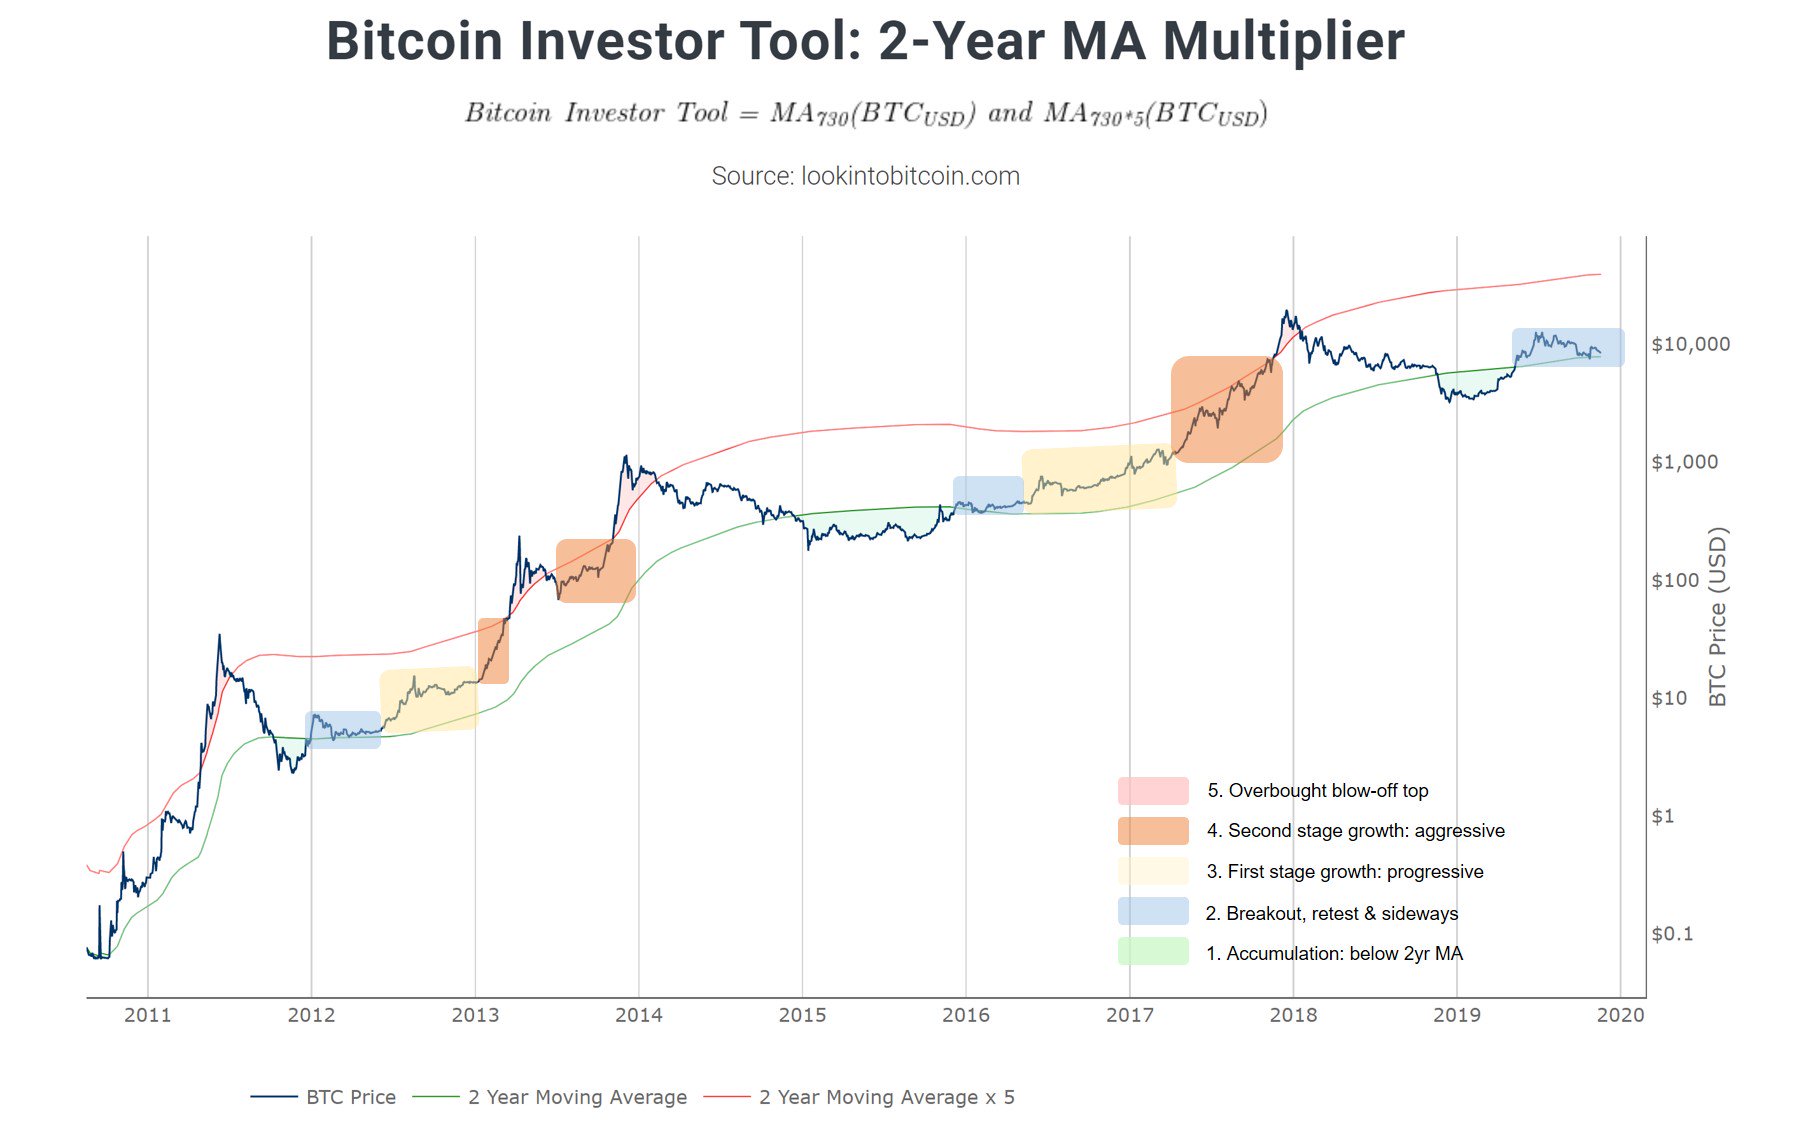 Bitcoin Investor Tool: 2-Year MA Multiplier
Bitcoin Investor Tool = MA730(BTCUSD) and MA730*5(BTCUSD)
Source: lookintobitcoin.com
$10,000
$1,000
$100
$10
$1
$0.1
BTC Price (USD)
5. Overbought blow-off top
4. Second stage growth: aggressive
3. First stage growth: progressive
2. Breakout, retest & sideways
1. Accumulation: below 2yr MA
2011 2012 2013 2014 2015 2016 2017 2018 2019 2020
BTC Price 2 Year Moving Average 2 Year Moving Average x 5